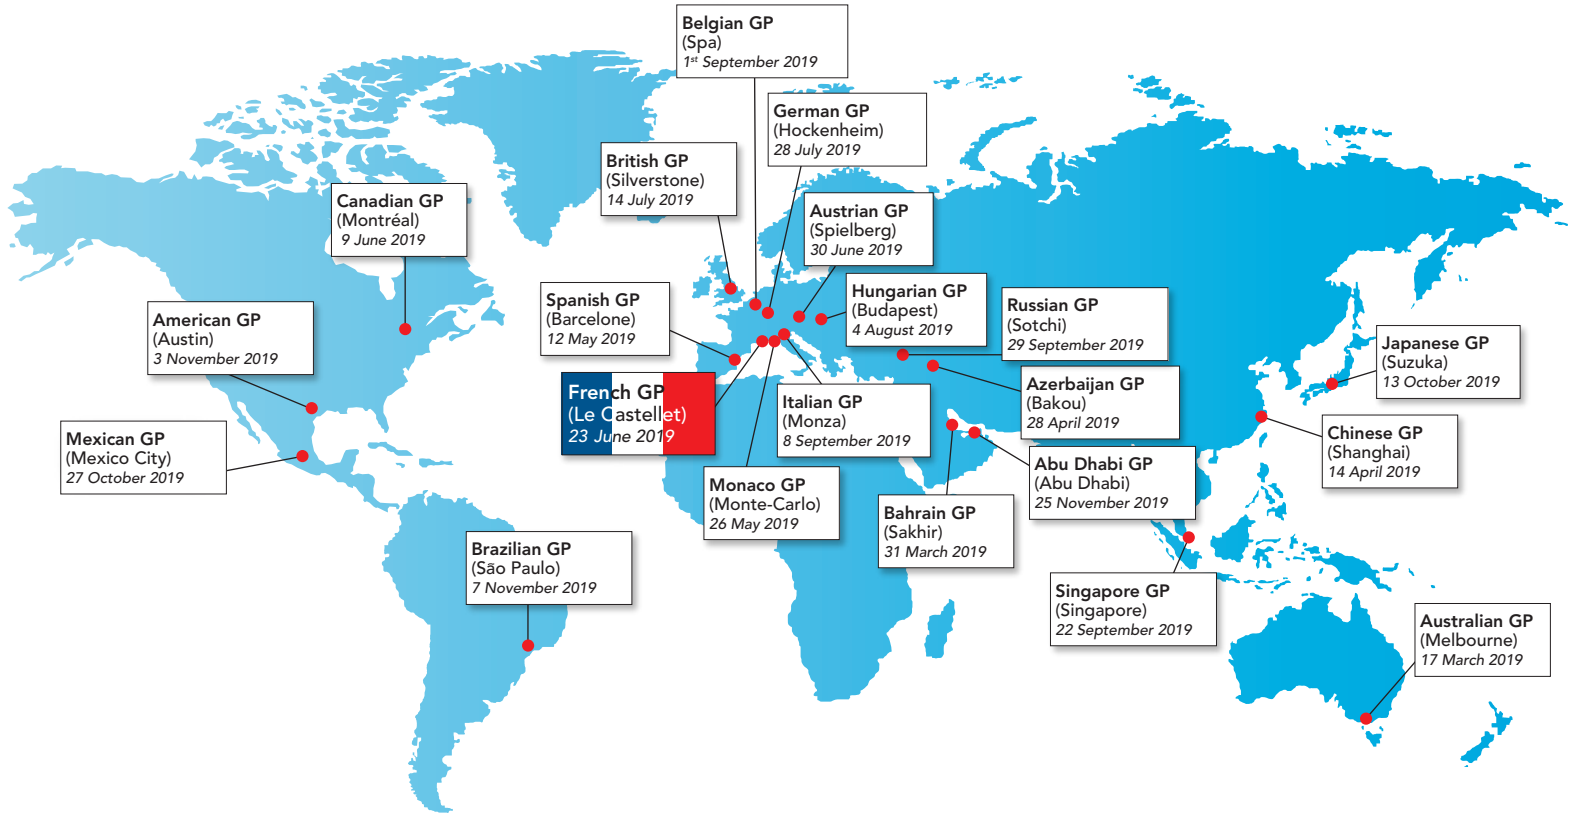 Belgian GP
(Spa)
1st September 2019
German GP
(Hockenheim)
28 July 2019
British GP
(Silverstone)
14 July 2019
Canadian GP
(Montréal)
9 June 2019
Austrian GP
(Spielberg)
30 June 2019
Hungarian GP
(Budapest)
4 August 2019
Spanish GP
(Barcelone)
12 May 2019
Russian GP
(Sotchi)
29 September 2019
American GP
(Austin)
3 November 2019
Japanese GP
(Suzuka)
13 October 2019
French GP
(Le Castellet)
23 June 2019
Italian GP
(Monza)
8 September 2019
Azerbaijan GP
(Bakou)
28 April 2019
Mexican GP
(Mexico City)
27 October 2019
Chinese GP
(Shanghai)
14 April 2019
Abu Dhabi GP
(Abu Dhabi)
25 November 2019
Monaco GP
(Monte-Carlo)
26 May 2019
Bahrain GP
(Sakhir)
31 March 2019
Brazilian GP
(São Paulo)
7 November 2019
Singapore GP
(Singapore)
22 September 2019
Australian GP
(Melbourne)
17 March 2019